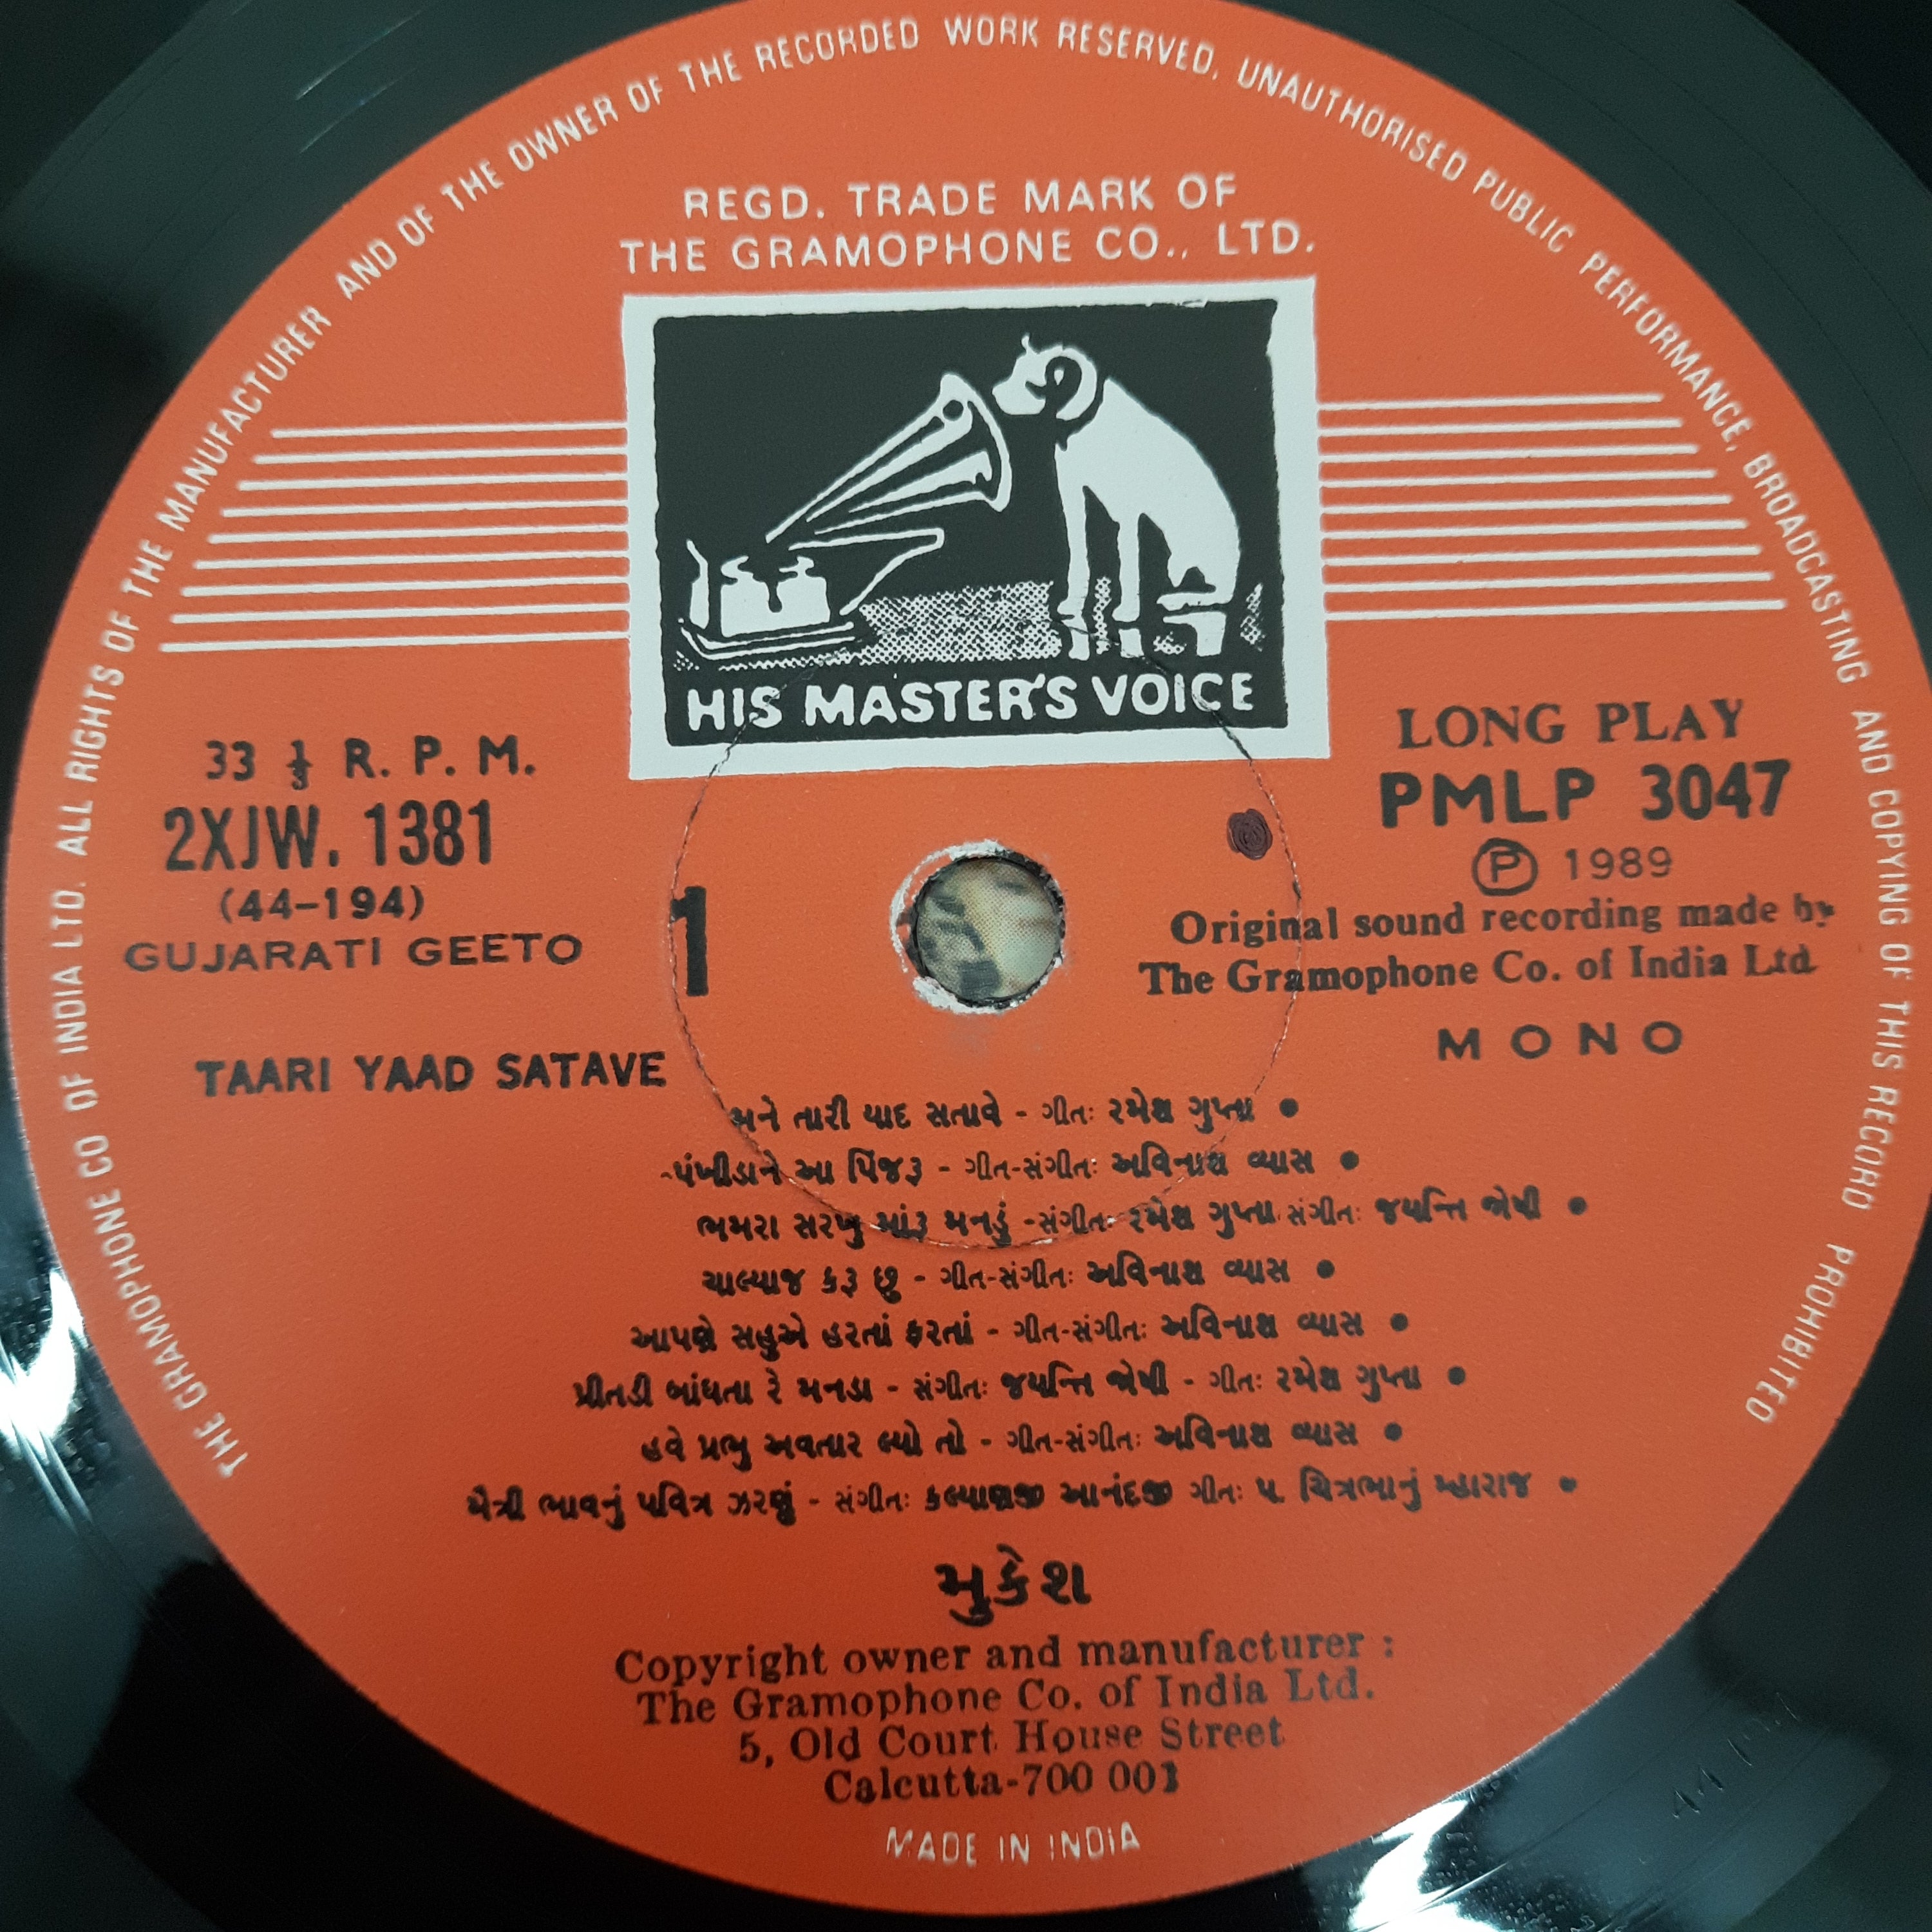 THE GRAMOPHONE CO OF INDIA LTD. ALL RIGHTS OF THE MANUFACTURER AND OF THE OWNER OF THE RECORDED WORK RESERVED. UNAUTHORISED PUBLIC PERFORMANCE, BROADCASTING AND COPYING OF THIS RECORD PROHIBITED
REGD. TRADE MARK OF
THE GRAMOPHONE CO., LTD.
HIS MASTER'S VOICE
33 ⅓ R. P. M.
2XJW. 1381
(44-194)
GUJARATI GEETO
1
LONG PLAY
PMLP 3047
Ⓟ 1989
Original sound recording made by
The Gramophone Co. of India Ltd.
MONO
TAARI YAAD SATAVE
મને તારી યાદ સતાવે - ગીતઃ રમેશ ગુપ્તા ●
પંખીડાને આ પિંજરૂ - ગીત-સંગીતઃ અવિનાશ વ્યાસ ●
ભમરા સરખુ મારૂ મનડું -સંગીતઃ રમેશ ગુપ્તા સંગીતઃ જયન્તિ જોષી ●
ચાલ્યાજ કરૂ છુ - ગીત-સંગીતઃ અવિનાશ વ્યાસ ●
આપણે સહુએ હરતાં ફરતાં - ગીત-સંગીતઃ અવિનાશ વ્યાસ ●
પ્રીતડી બાંધતા રે મનડા - સંગીતઃ જયન્તિ જોષી - ગીતઃ રમેશ ગુપ્તા ●
હવે પ્રભુ અવતાર લ્યો તો - ગીત-સંગીતઃ અવિનાશ વ્યાસ ●
મૈત્રી ભાવનું પવિત્ર ઝરણું - સંગીતઃ કલ્યાણજી આનંદજી ગીતઃ પ. ચિત્રભાનું મ્હારાજ ●
મુકેશ
Copyright owner and manufacturer :
The Gramophone Co. of India Ltd.
5, Old Court House Street
Calcutta-700 001
MADE IN INDIA